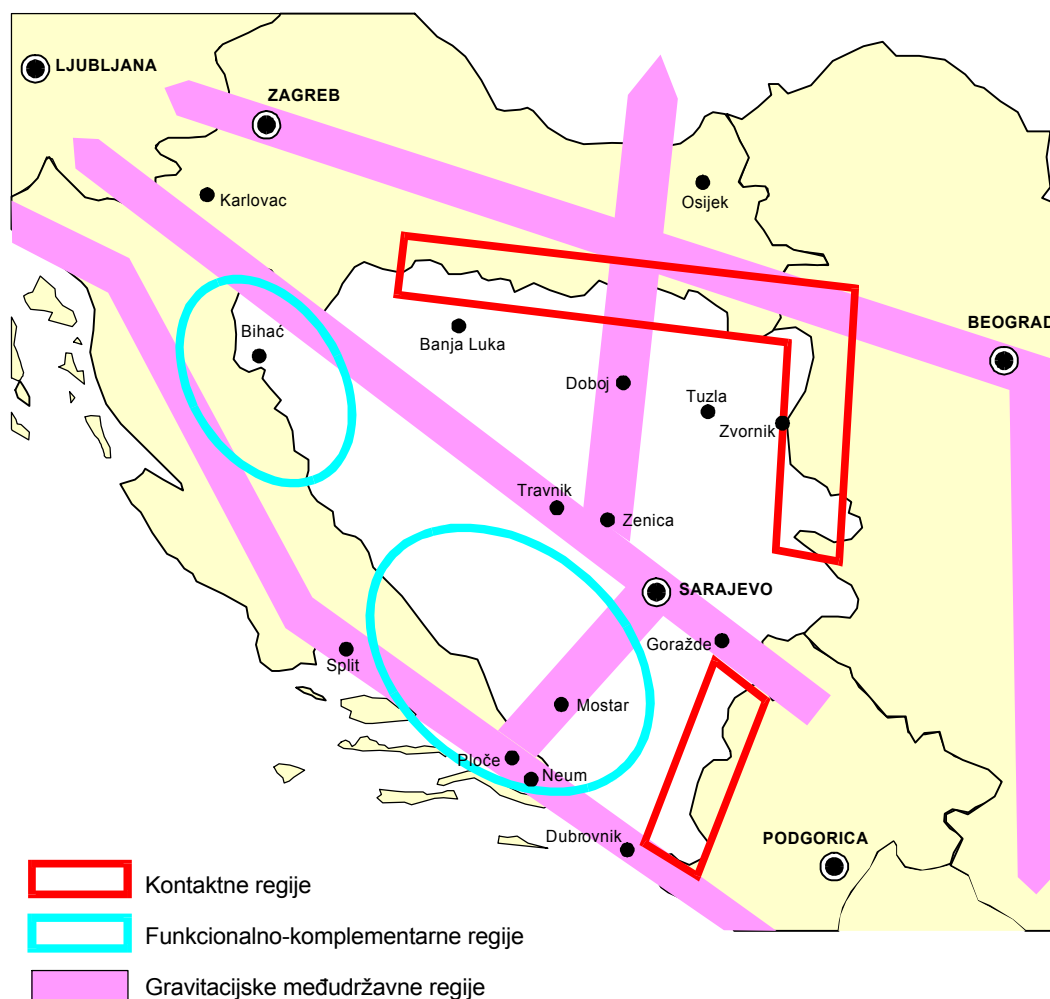 LJUBLJANA
ZAGREB
Karlovac
Osijek
BEOGRAD
Bihać
Banja Luka
Doboj
Tuzla
Zvornik
Travnik
Zenica
SARAJEVO
Goražde
Split
Mostar
Ploče
Neum
Dubrovnik
PODGORICA
Kontaktne regije
Funkcionalno-komplementarne regije
Gravitacijske međudržavne regije